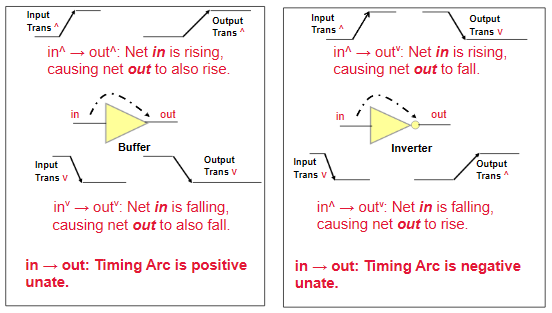 Input
Trans ^
Output
Trans ^
in^ → out^: Net in is rising,
causing net out to also rise.
in
out
Buffer
Input
Trans v
Output
Trans v
inv → outv: Net in is falling,
causing net out to also fall.
in → out: Timing Arc is positive
unate.
Input
Trans ^
Output
Trans v
in^ → outv: Net in is rising,
causing net out to fall.
in
out
Inverter
Input
Trans v
Output
Trans ^
in^ → outv: Net in is falling,
causing net out to rise.
in → out: Timing Arc is negative
unate.